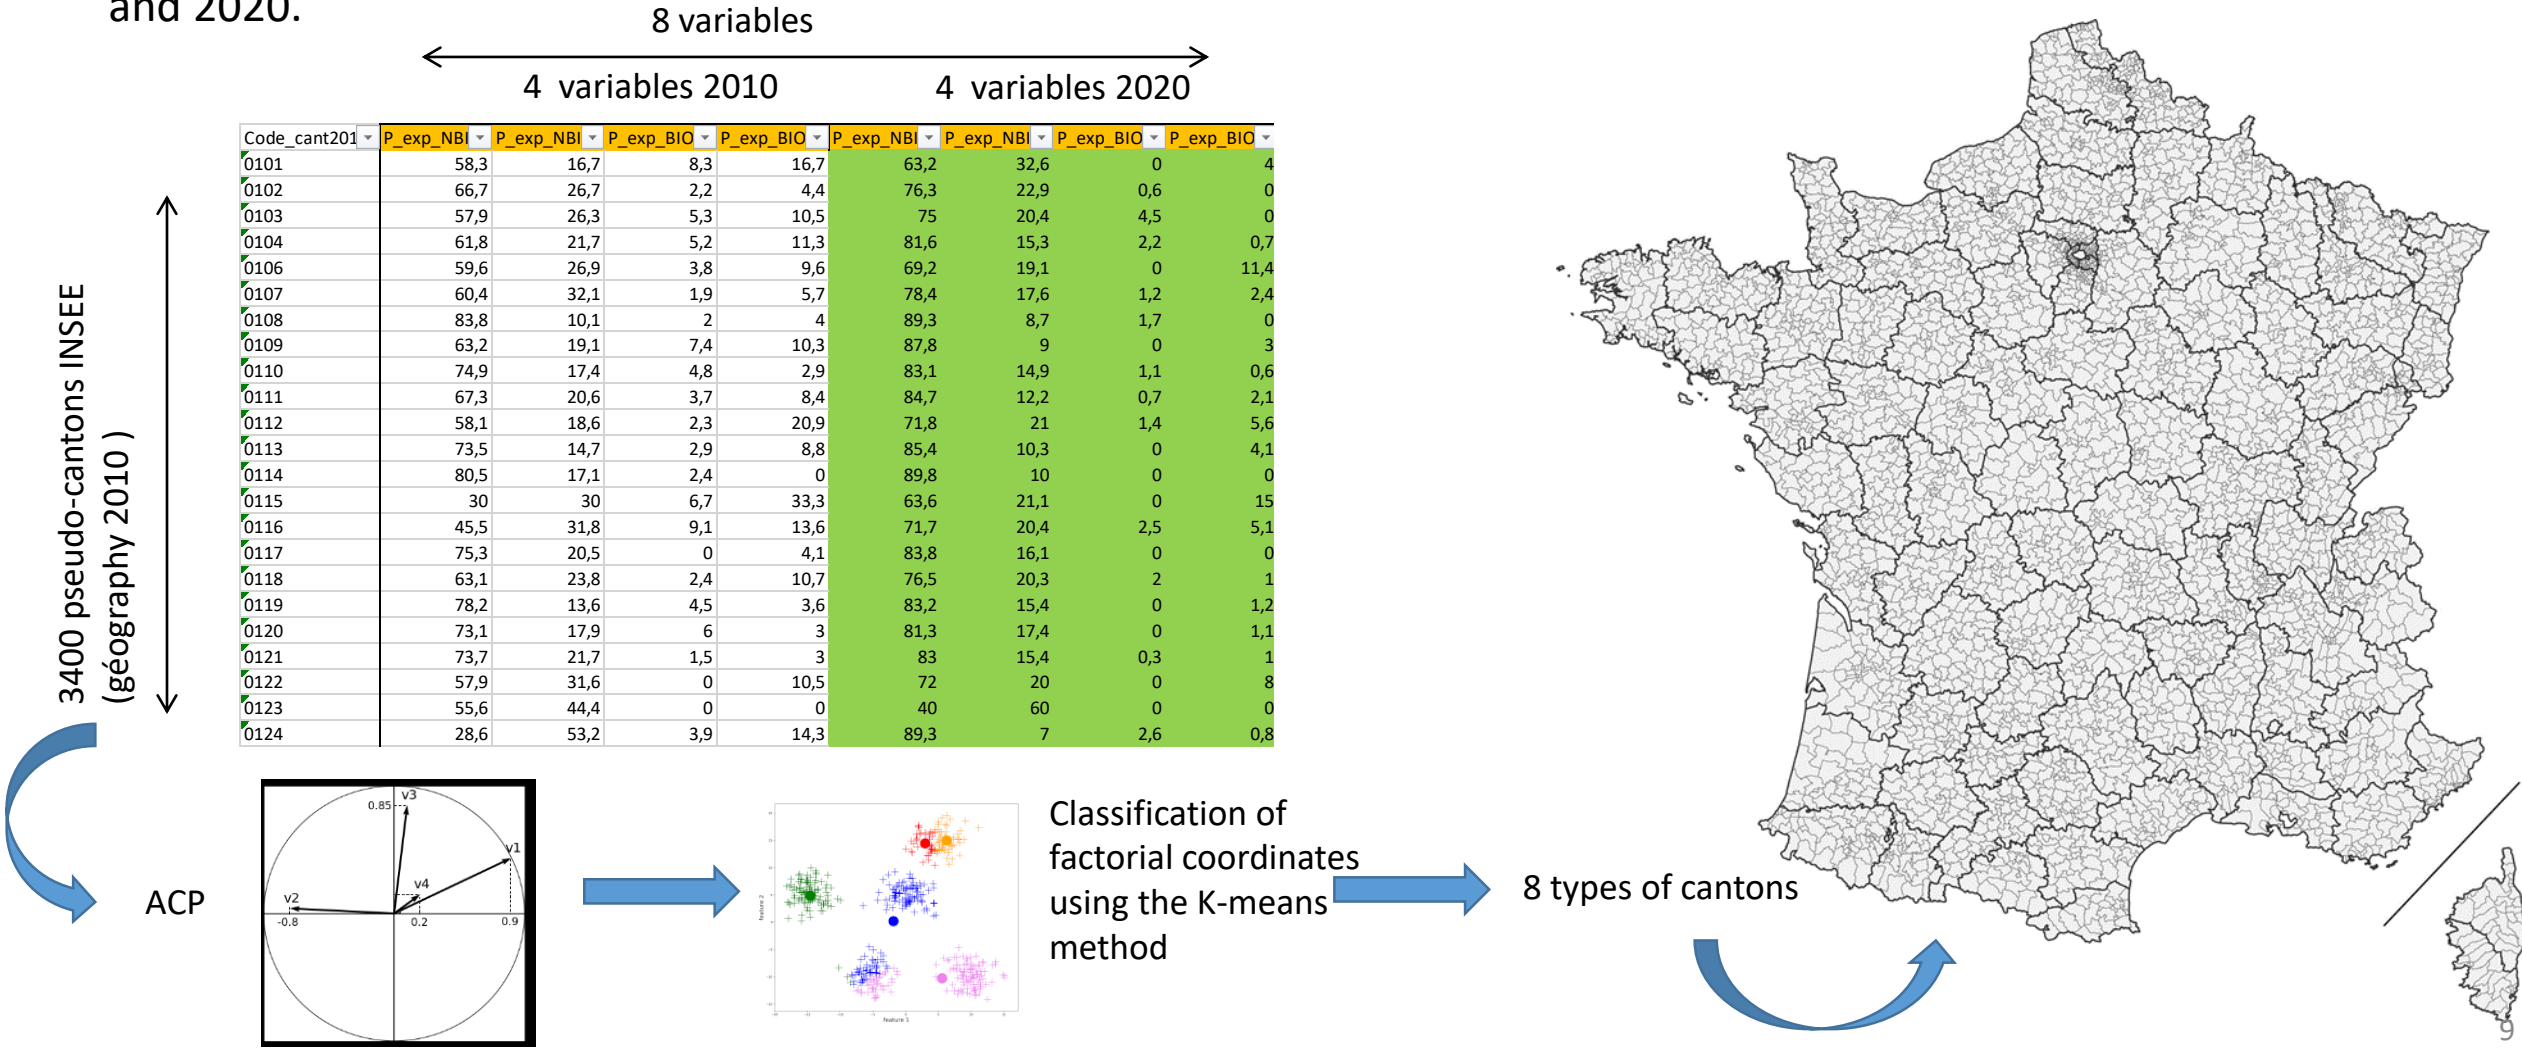 and 2020.
8 variables
4 variables 2010
4 variables 2020
Code_cant201 P_exp_NBI P_exp_NBI P_exp_BIO P_exp_BIO P_exp_NBI P_exp_NBI P_exp_BIO P_exp_BIO
0101 58,3 16,7 8,3 16,7 63,2 32,6 0 4
0102 66,7 26,7 2,2 4,4 76,3 22,9 0,6 0
0103 57,9 26,3 5,3 10,5 75 20,4 4,5 0
0104 61,8 21,7 5,2 11,3 81,6 15,3 2,2 0,7
0106 59,6 26,9 3,8 9,6 69,2 19,1 0 11,4
0107 60,4 32,1 1,9 5,7 78,4 17,6 1,2 2,4
0108 83,8 10,1 2 4 89,3 8,7 1,7 0
0109 63,2 19,1 7,4 10,3 87,8 9 0 3
0110 74,9 17,4 4,8 2,9 83,1 14,9 1,1 0,6
0111 67,3 20,6 3,7 8,4 84,7 12,2 0,7 2,1
0112 58,1 18,6 2,3 20,9 71,8 21 1,4 5,6
0113 73,5 14,7 2,9 8,8 85,4 10,3 0 4,1
0114 80,5 17,1 2,4 0 89,8 10 0 0
0115 30 30 6,7 33,3 63,6 21,1 0 15
0116 45,5 31,8 9,1 13,6 71,7 20,4 2,5 5,1
0117 75,3 20,5 0 4,1 83,8 16,1 0 0
0118 63,1 23,8 2,4 10,7 76,5 20,3 2 1
0119 78,2 13,6 4,5 3,6 83,2 15,4 0 1,2
0120 73,1 17,9 6 3 81,3 17,4 0 1,1
0121 73,7 21,7 1,5 3 83 15,4 0,3 1
0122 57,9 31,6 0 10,5 72 20 0 8
0123 55,6 44,4 0 0 40 60 0 0
0124 28,6 53,2 3,9 14,3 89,3 7 2,6 0,8
3400 pseudo-cantons INSEE
(géography 2010 )
ACP
0.85
v3
v1
v4
v2
-0.8
0.2
0.9
feature 2
feature 1
Classification of
factorial coordinates
using the K-means
method
8 types of cantons
9